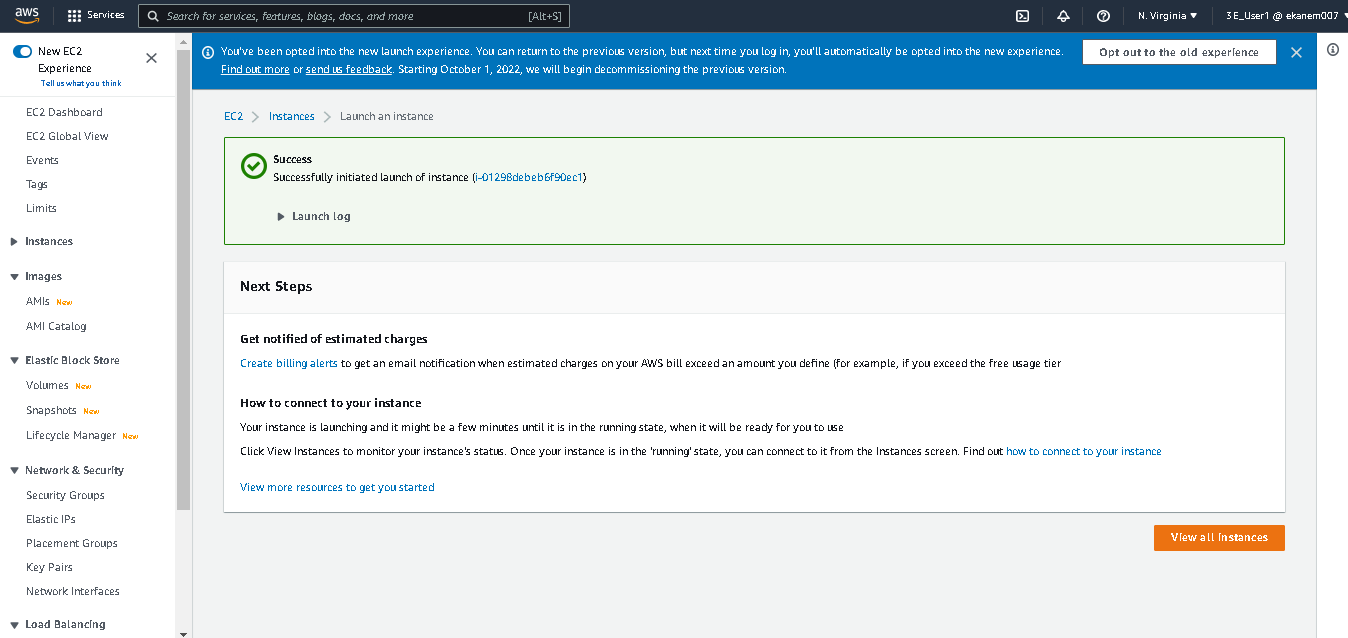 aws
Services
Search for services, features, blogs, docs, and more
[Alt+S]
N. Virginia
3E_User1 @ ekanem007
New EC2
Experience
Tell us what you think
EC2 Dashboard
EC2 Global View
Events
Tags
Limits
Instances
Images
AMIs New
AMI Catalog
Elastic Block Store
Volumes New
Snapshots New
Lifecycle Manager New
Network & Security
Security Groups
Elastic IPs
Placement Groups
Key Pairs
Network Interfaces
Load Balancing
You've been opted into the new launch experience. You can return to the previous version, but next time you log in, you'll automatically be opted into the new experience.
Find out more or send us feedback. Starting October 1, 2022, we will begin decommissioning the previous version.
Opt out to the old experience
EC2 > Instances > Launch an instance
Success
Successfully initiated launch of instance (i-01298debeb6f90ec1)
Launch log
Next Steps
Get notified of estimated charges
Create billing alerts to get an email notification when estimated charges on your AWS bill exceed an amount you define (for example, if you exceed the free usage tier
How to connect to your instance
Your instance is launching and it might be a few minutes until it is in the running state, when it will be ready for you to use
Click View Instances to monitor your instance's status. Once your instance is in the 'running' state, you can connect to it from the Instances screen. Find out how to connect to your instance
View more resources to get you started
View all instances